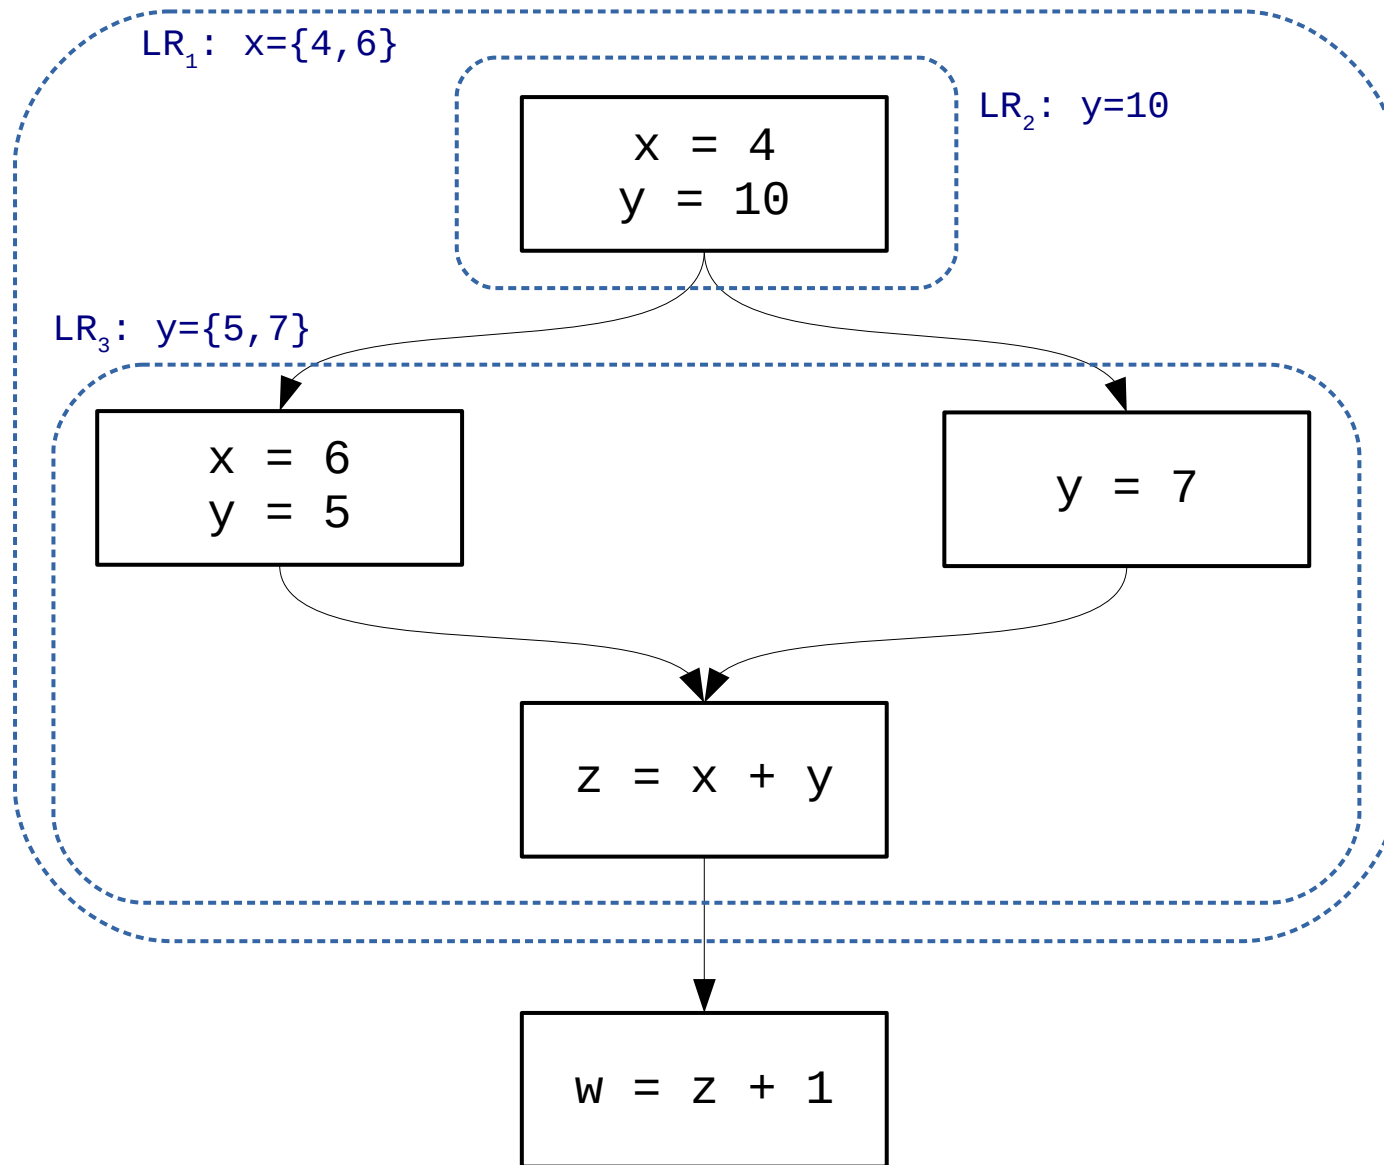 LR₁: x={4,6}
LR₂: y=10
x = 4
y = 10
LR₃: y={5,7}
x = 6
y = 5
y = 7
z = x + y
w = z + 1